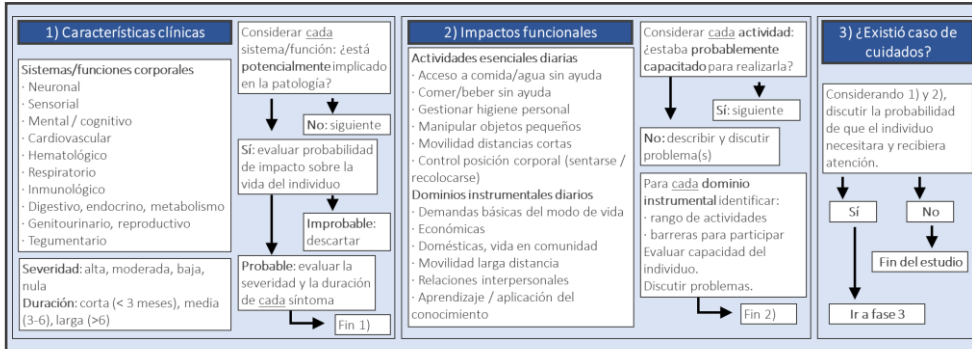 1) Características clínicas
Sistemas/funciones corporales
· Neuronal
· Sensorial
· Mental / cognitivo
· Cardiovascular
· Hematológico
· Respiratorio
· Inmunológico
· Digestivo, endocrino, metabolismo
· Genitourinario, reproductivo
· Tegumentario
Severidad: alta, moderada, baja,
nula
Duración: corta (< 3 meses), media
(3-6), larga (>6)
Considerar cada
sistema/función: ¿está
potencialmente implicado
en la patología?
No: siguiente
Sí: evaluar probabilidad
de impacto sobre la
vida del individuo
Improbable:
descartar
Probable: evaluar la
severidad y la duración
de cada síntoma
Fin 1)
2) Impactos funcionales
Actividades esenciales diarias
· Acceso a comida/agua sin ayuda
· Comer/beber sin ayuda
· Gestionar higiene personal
· Manipular objetos pequeños
· Movilidad distancias cortas
· Control posición corporal (sentarse /
recolocarse)
Dominios instrumentales diarios
· Demandas básicas del modo de vida
· Económicas
· Domésticas, vida en comunidad
· Movilidad larga distancia
· Relaciones interpersonales
· Aprendizaje / aplicación del
conocimiento
Considerar cada actividad:
¿estaba probablemente
capacitado para realizarla?
Sí: siguiente
No: describir y discutir
problema(s)
Para cada dominio
instrumental identificar:
· rango de actividades
· barreras para participar
Evaluar capacidad del
individuo.
Discutir problemas.
Fin 2)
3) ¿Existió caso de
cuidados?
Considerando 1) y 2),
discutir la probabilidad
de que el individuo
necesitara y recibiera
atención.
Sí
No
Fin del estudio
Ir a fase 3